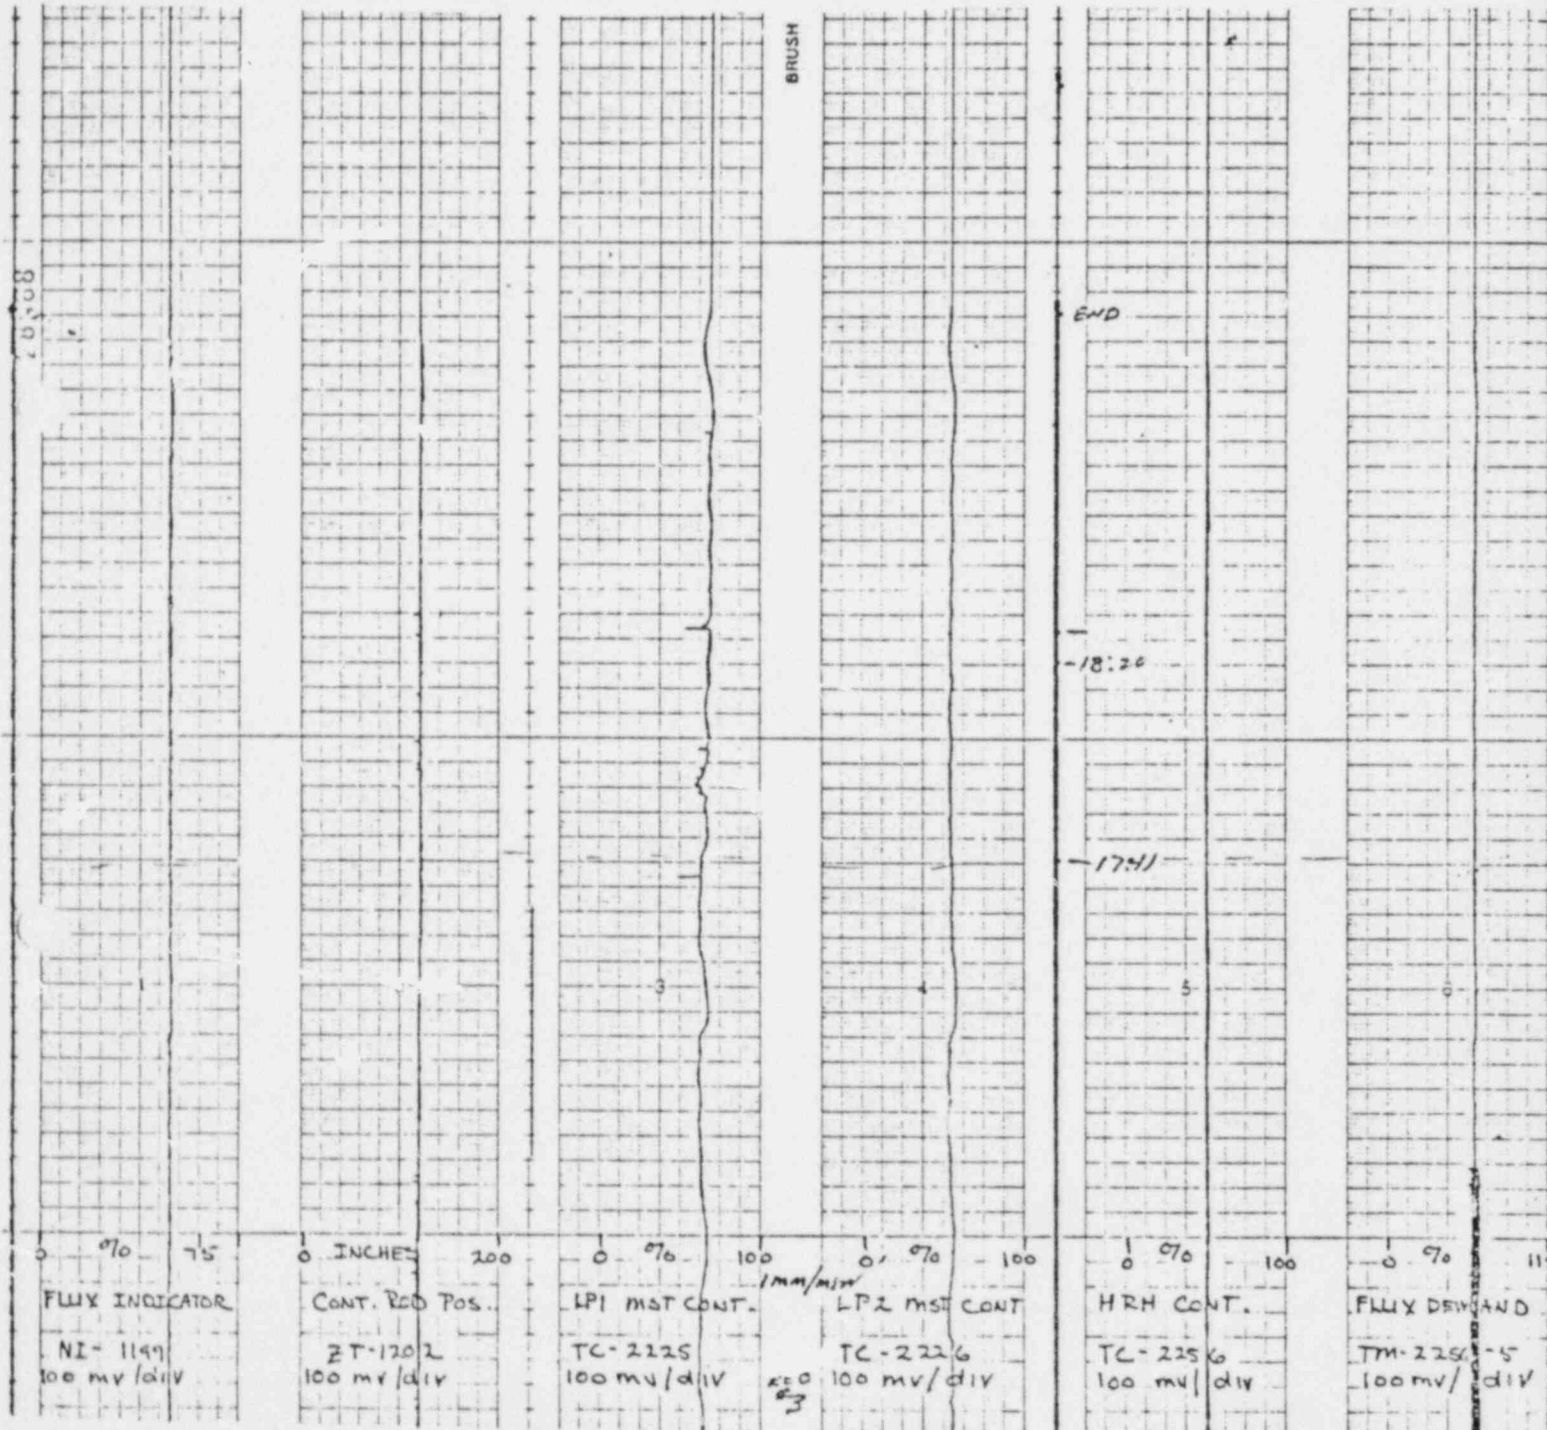 BRUSH
END
-18:20
-17:41
1
3
4
5
6
0 % 75
0 INCHES 200
0 % 100
0 % 100
0 % 100
0 % 11
1mm/min
FLUX INDICATOR
NI-1149
100 mv/div
CONT. ROD POS.
ZT-1202
100 mv/div
LP1 MST CONT.
TC-2225
100 mv/div
LP2 MST CONT
TC-2226
100 mv/div
HRH CONT.
TC-2256
100 mv/div
FLUX DEMAND
TM-2256-5
100 mv/div